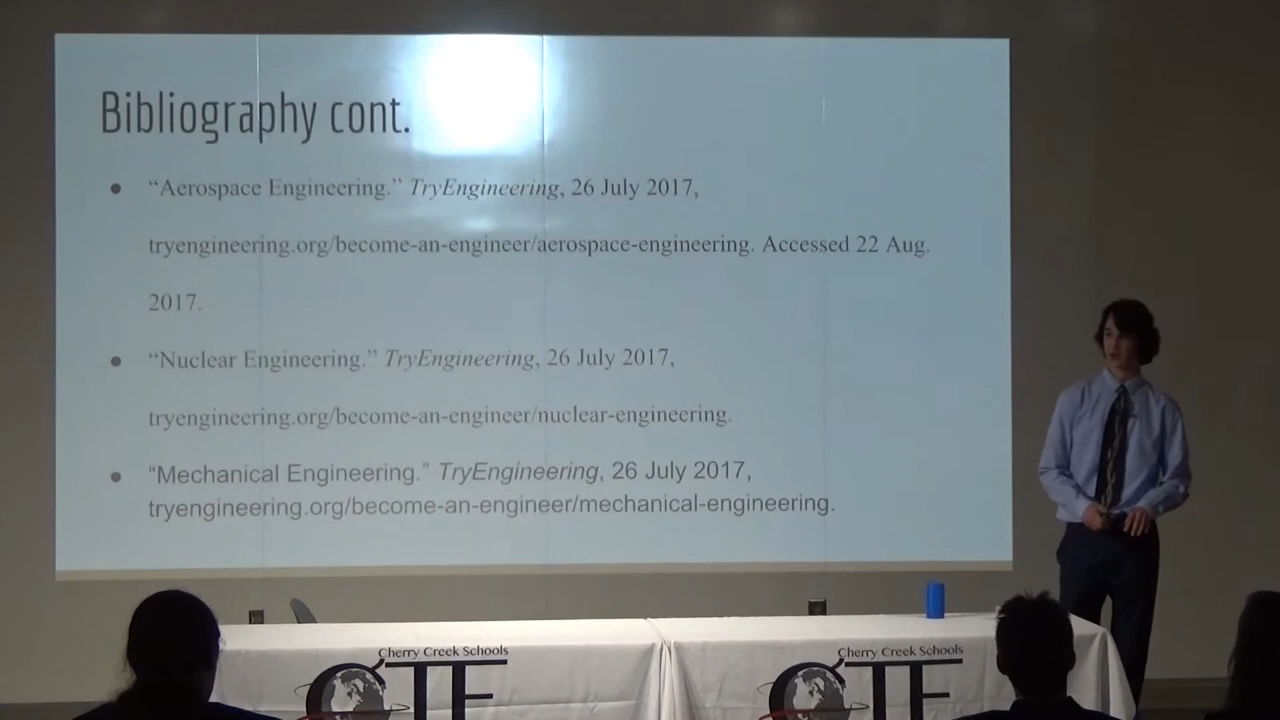 Bibliography cont.
“Aerospace Engineering.” TryEngineering, 26 July 2017,
tryengineering.org/become-an-engineer/aerospace-engineering. Accessed 22 Aug.
2017.
“Nuclear Engineering.” TryEngineering, 26 July 2017,
tryengineering.org/become-an-engineer/nuclear-engineering.
“Mechanical Engineering.” TryEngineering, 26 July 2017,
tryengineering.org/become-an-engineer/mechanical-engineering.
Cherry Creek Schools
CTE
Cherry Creek Schools
CTE